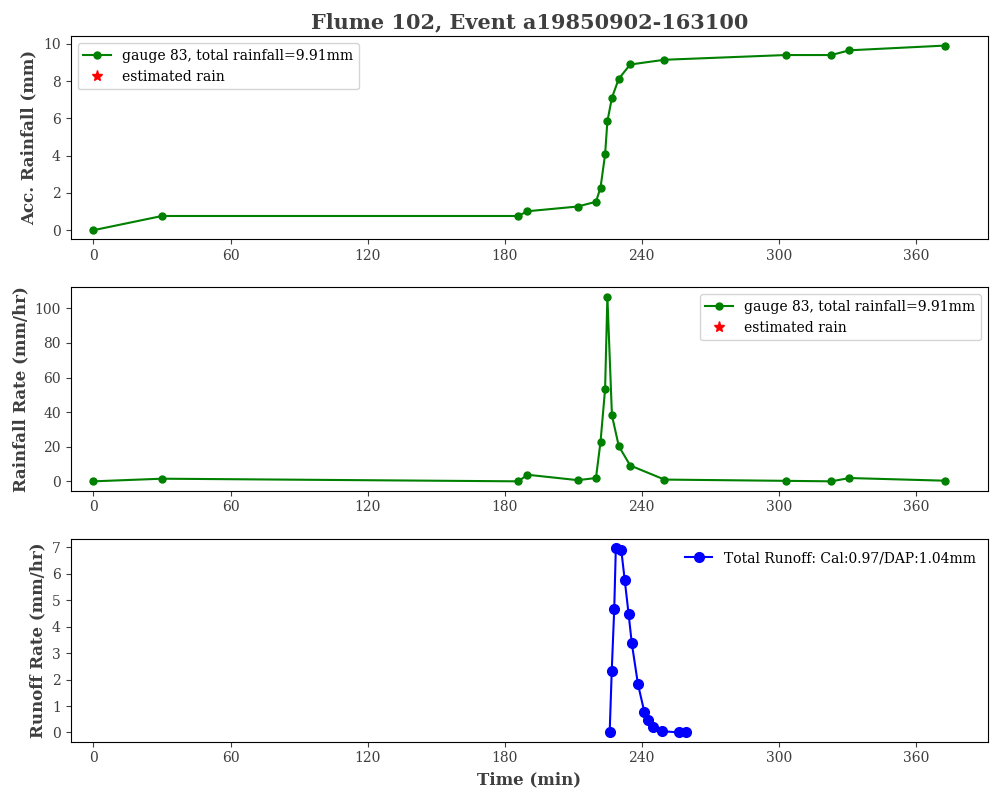 Flume 102, Event a19850902-163100
Acc. Rainfall (mm)
10
8
6
4
2
0
gauge 83, total rainfall=9.91mm
estimated rain
0 60 120 180 240 300 360
Rainfall Rate (mm/hr)
100
80
60
40
20
0
gauge 83, total rainfall=9.91mm
estimated rain
0 60 120 180 240 300 360
Runoff Rate (mm/hr)
7
6
5
4
3
2
1
0
Total Runoff: Cal:0.97/DAP:1.04mm
0 60 120 180 240 300 360
Time (min)